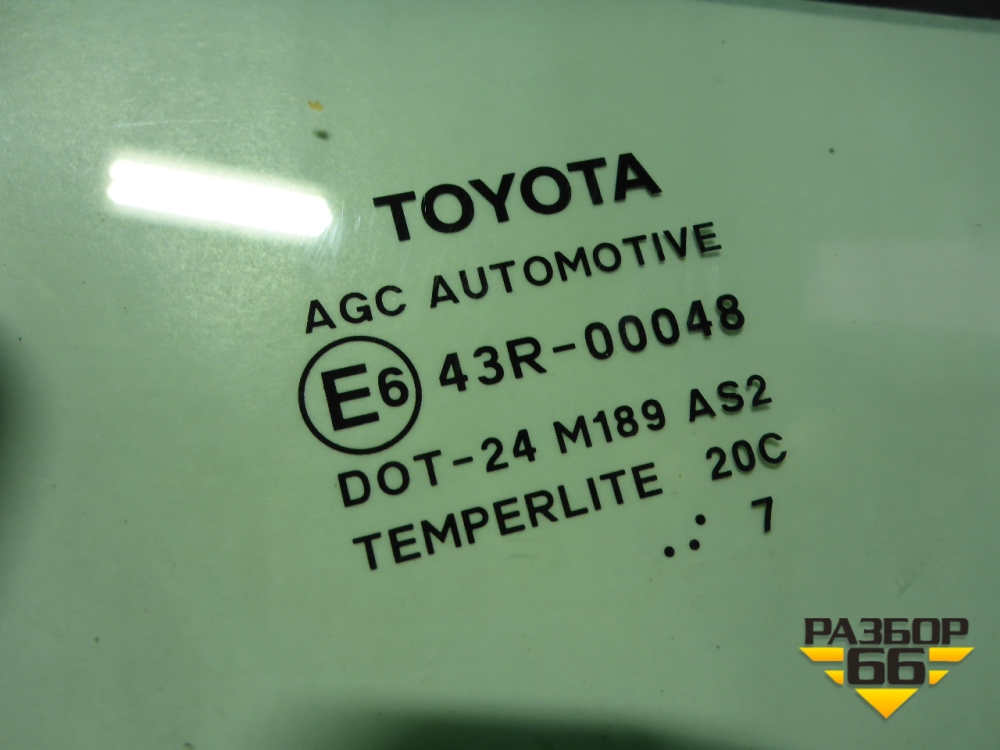 TOYOTA
AGC AUTOMOTIVE
E6 43R-00048
DOT-24 M189 AS2
TEMPERLITE 20C
.: 7
РАЗБОР
66